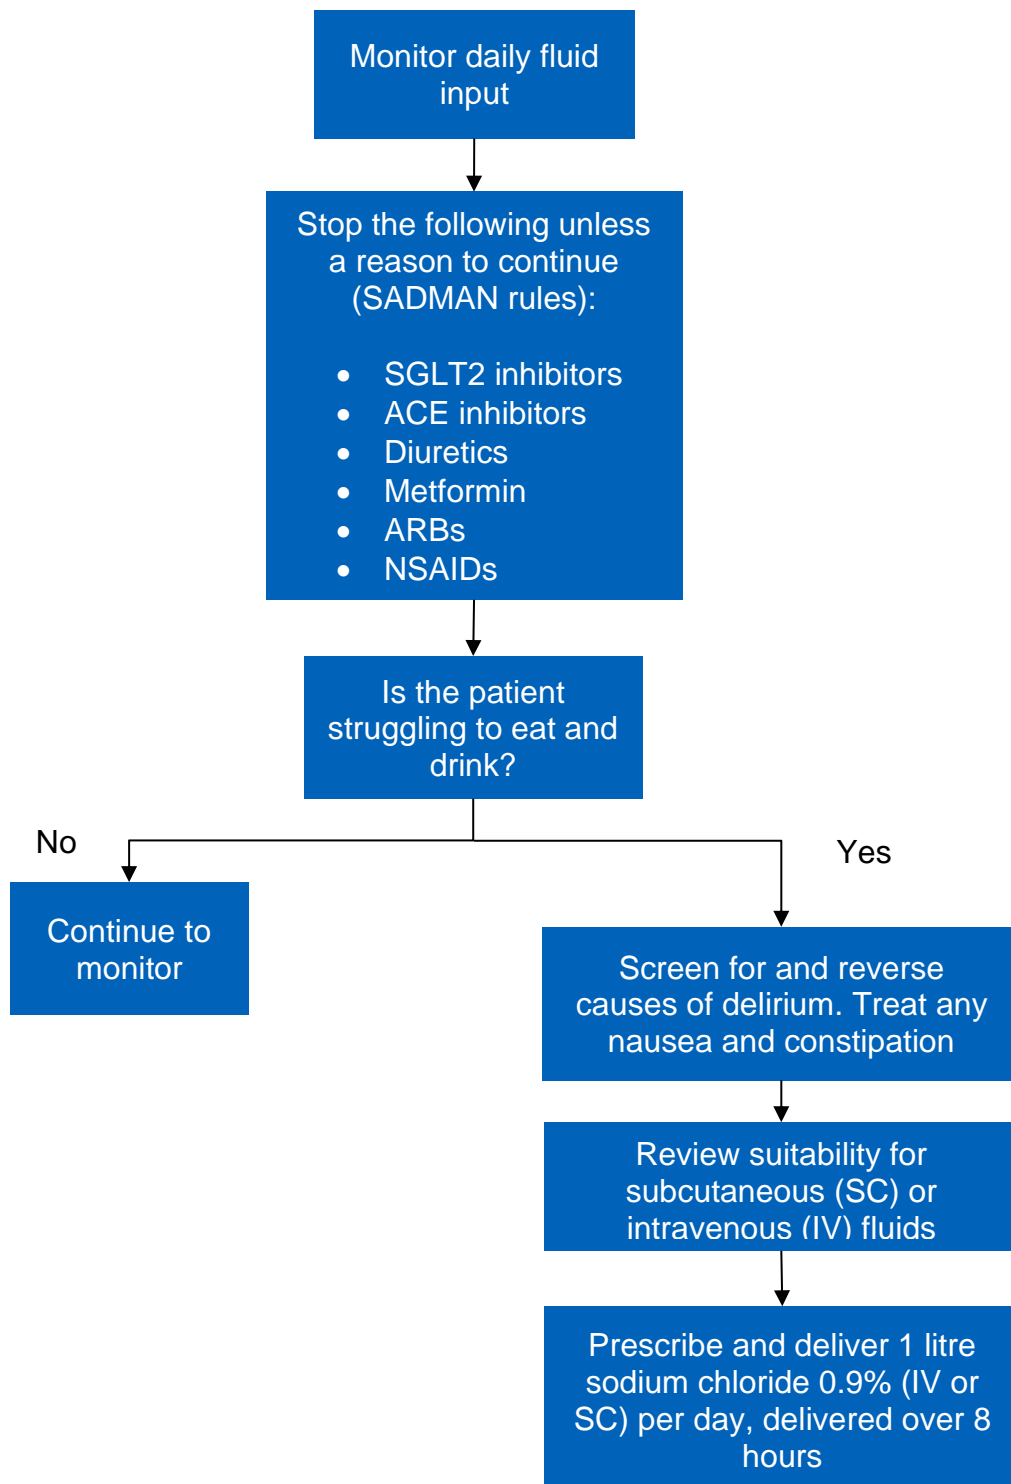 Monitor daily fluid
input
Stop the following unless
a reason to continue
(SADMAN rules):
• SGLT2 inhibitors
• ACE inhibitors
• Diuretics
• Metformin
• ARBs
• NSAIDs
Is the patient
struggling to eat and
drink?
No
Yes
Continue to
monitor
Screen for and reverse
causes of delirium. Treat any
nausea and constipation
Review suitability for
subcutaneous (SC) or
intravenous (IV) fluids
Prescribe and deliver 1 litre
sodium chloride 0.9% (IV or
SC) per day, delivered over 8
hours